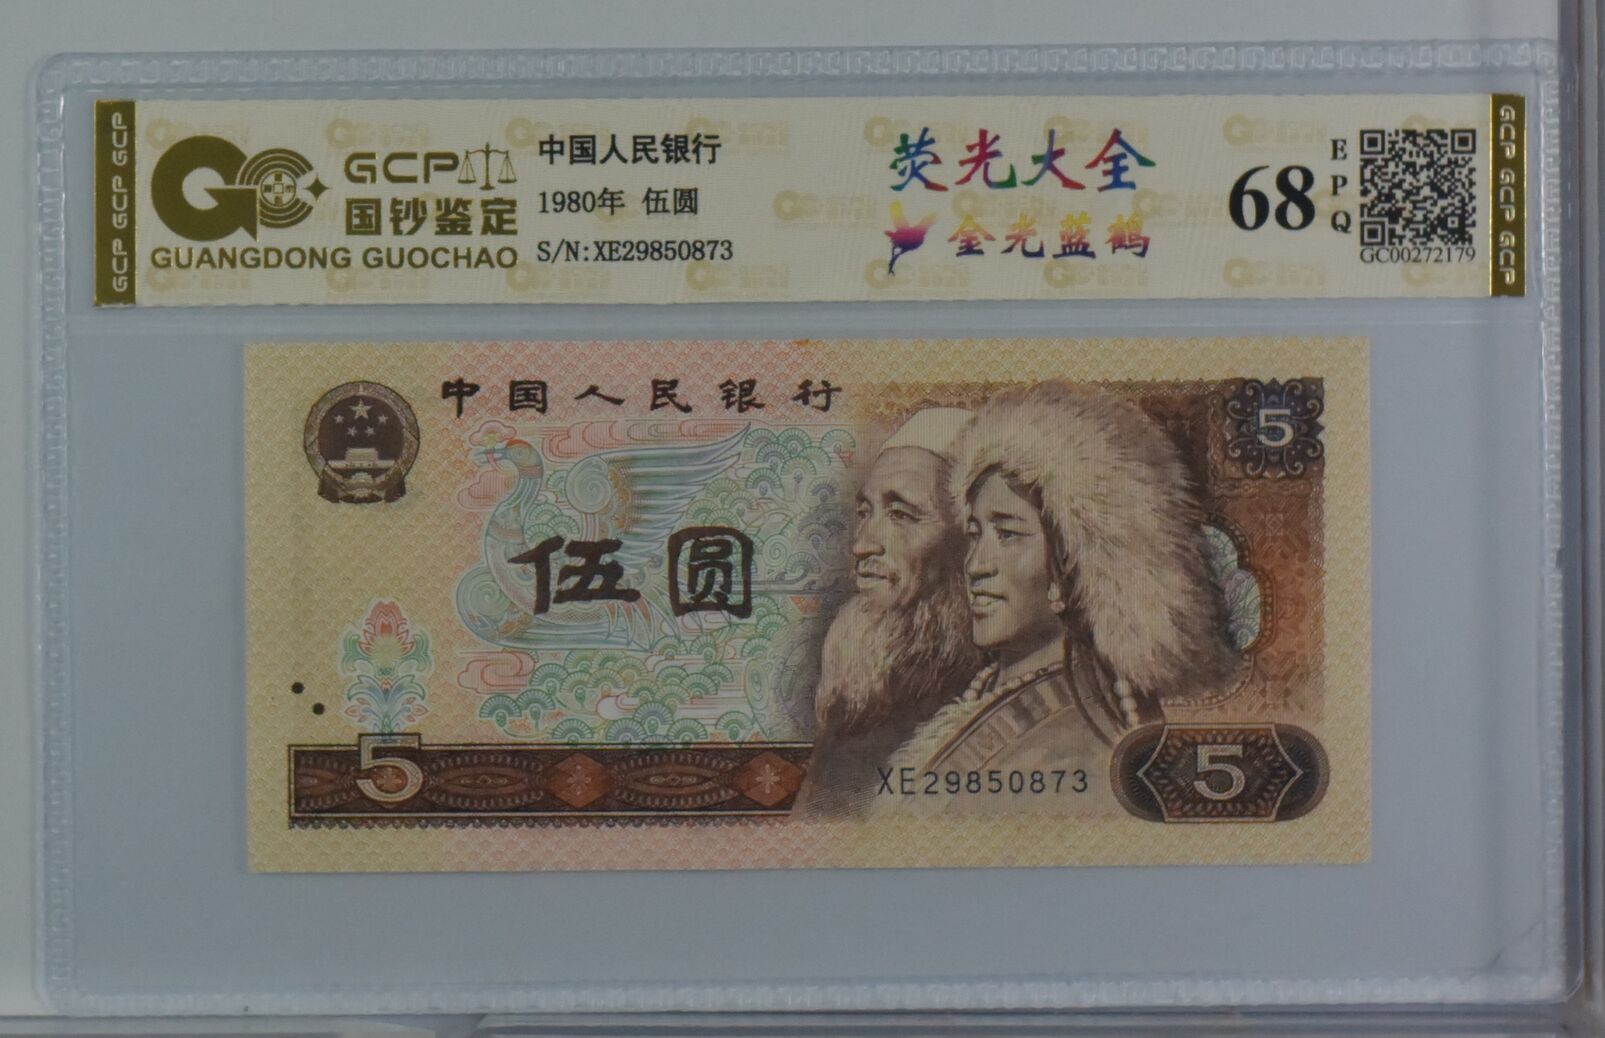 GCP GCP GCP
GCP
国钞鉴定
GUANGDONG GUOCHAO
中国人民银行
1980年 伍圆
S/N:XE29850873
荧光大全
金光蓝鹤
68
EPQ
GC00272179
GCP GCP GCP
中国人民银行
5
伍圆
5
XE29850873
5